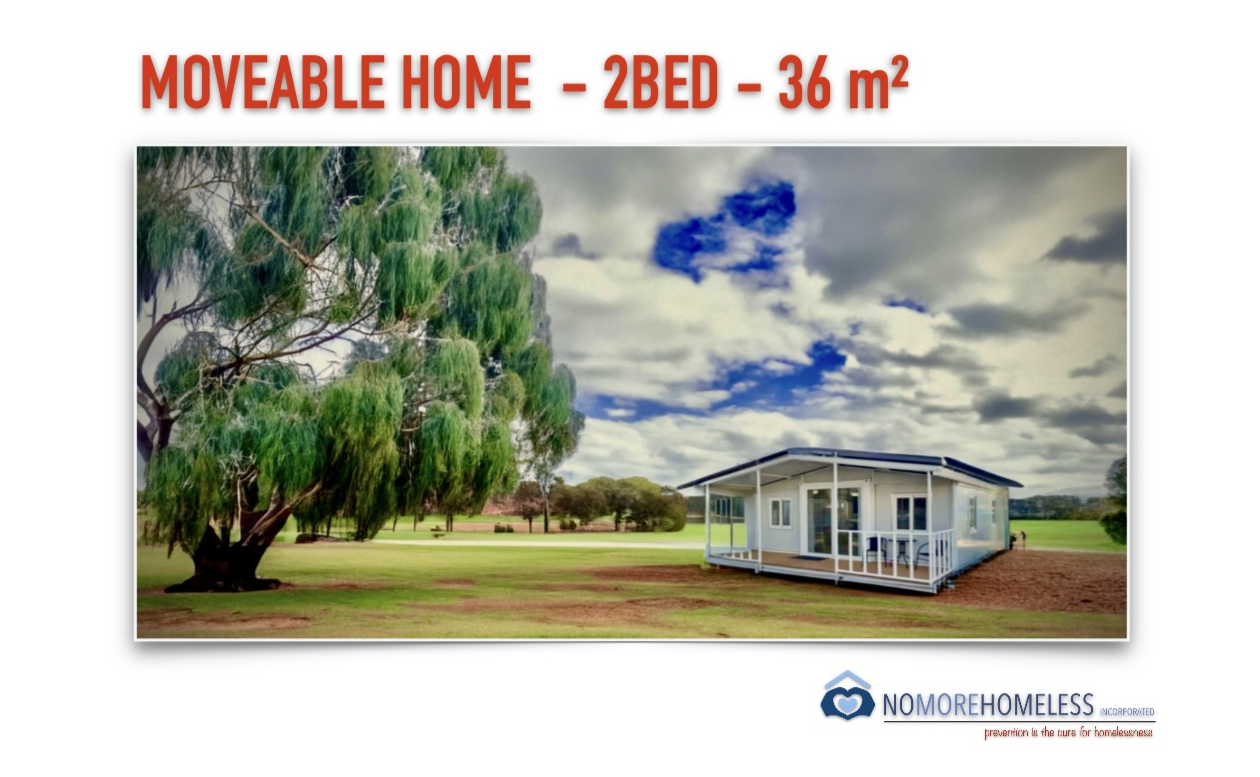 MOVEABLE HOME - 2BED - 36 m²
NOMOREHOMELESS INCORPORATED
prevention is the cure for homelessness